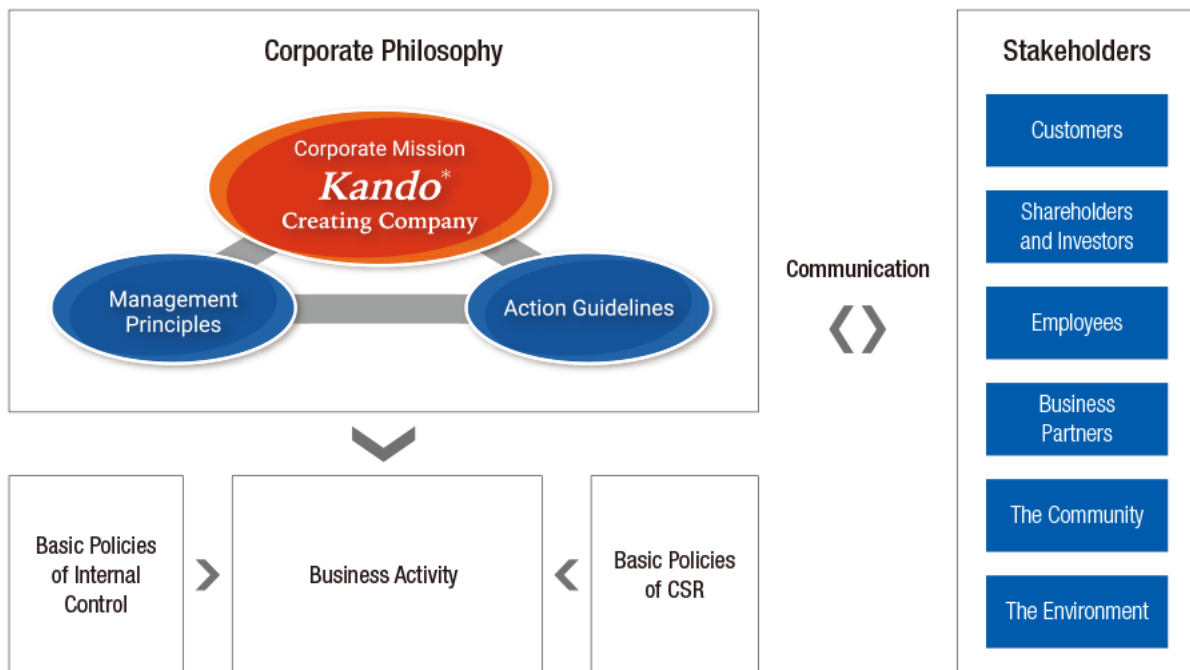 Corporate Philosophy
Corporate Mission
Kando*
Creating Company
Management
Principles
Action Guidelines
Communication
Stakeholders
Customers
Shareholders
and Investors
Employees
Business
Partners
The Community
The Environment
Basic Policies
of Internal
Control
Business Activity
Basic Policies
of CSR